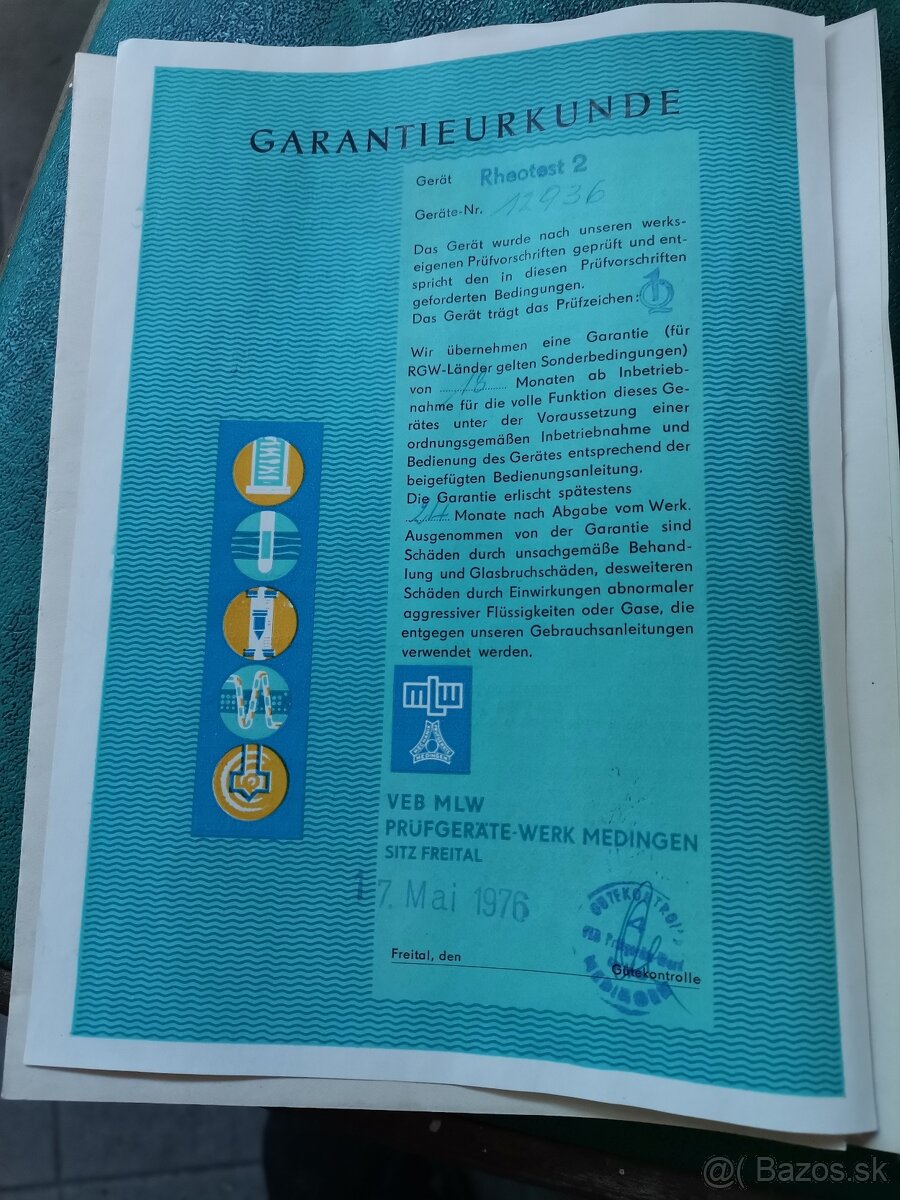 GARANTIEURKUNDE
Gerät Rheotest 2
Geräte-Nr. 12936
Das Gerät wurde nach unseren werks-
eigenen Prüfvorschriften geprüft und ent-
spricht den in diesen Prüfvorschriften
geforderten Bedingungen.
Das Gerät trägt das Prüfzeichen:
Wir übernehmen eine Garantie (für
RGW-Länder gelten Sonderbedingungen)
von 18 Monaten ab Inbetrieb-
nahme für die volle Funktion dieses Ge-
rätes unter der Voraussetzung einer
ordnungsgemäßen Inbetriebnahme und
Bedienung des Gerätes entsprechend der
beigefügten Bedienungsanleitung.
Die Garantie erlischt spätestens
24 Monate nach Abgabe vom Werk.
Ausgenommen von der Garantie sind
Schäden durch unsachgemäße Behand-
lung und Glasbruchschäden, desweiteren
Schäden durch Einwirkungen abnormaler
aggressiver Flüssigkeiten oder Gase, die
entgegen unseren Gebrauchsanleitungen
verwendet werden.
mlw
MEDINGEN
VEB MLW
PRÜFGERÄTE-WERK MEDINGEN
SITZ FREITAL
17. Mai 1976
GÜTEKONTROLLE
VEB Prüfgeräte-Werk
MEDINGEN
Freital, den
Gütekontrolle
@( Bazos.sk